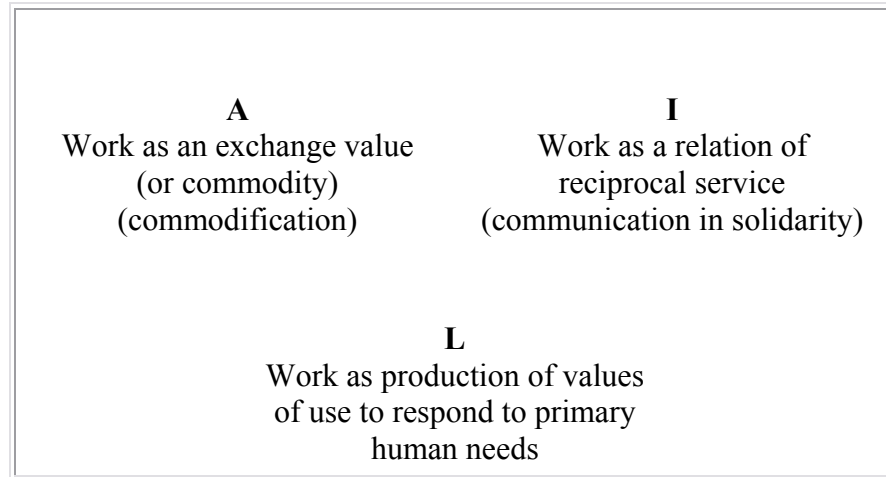 A
Work as an exchange value
(or commodity)
(commodification)
I
Work as a relation of
reciprocal service
(communication in solidarity)
L
Work as production of values
of use to respond to primary
human needs